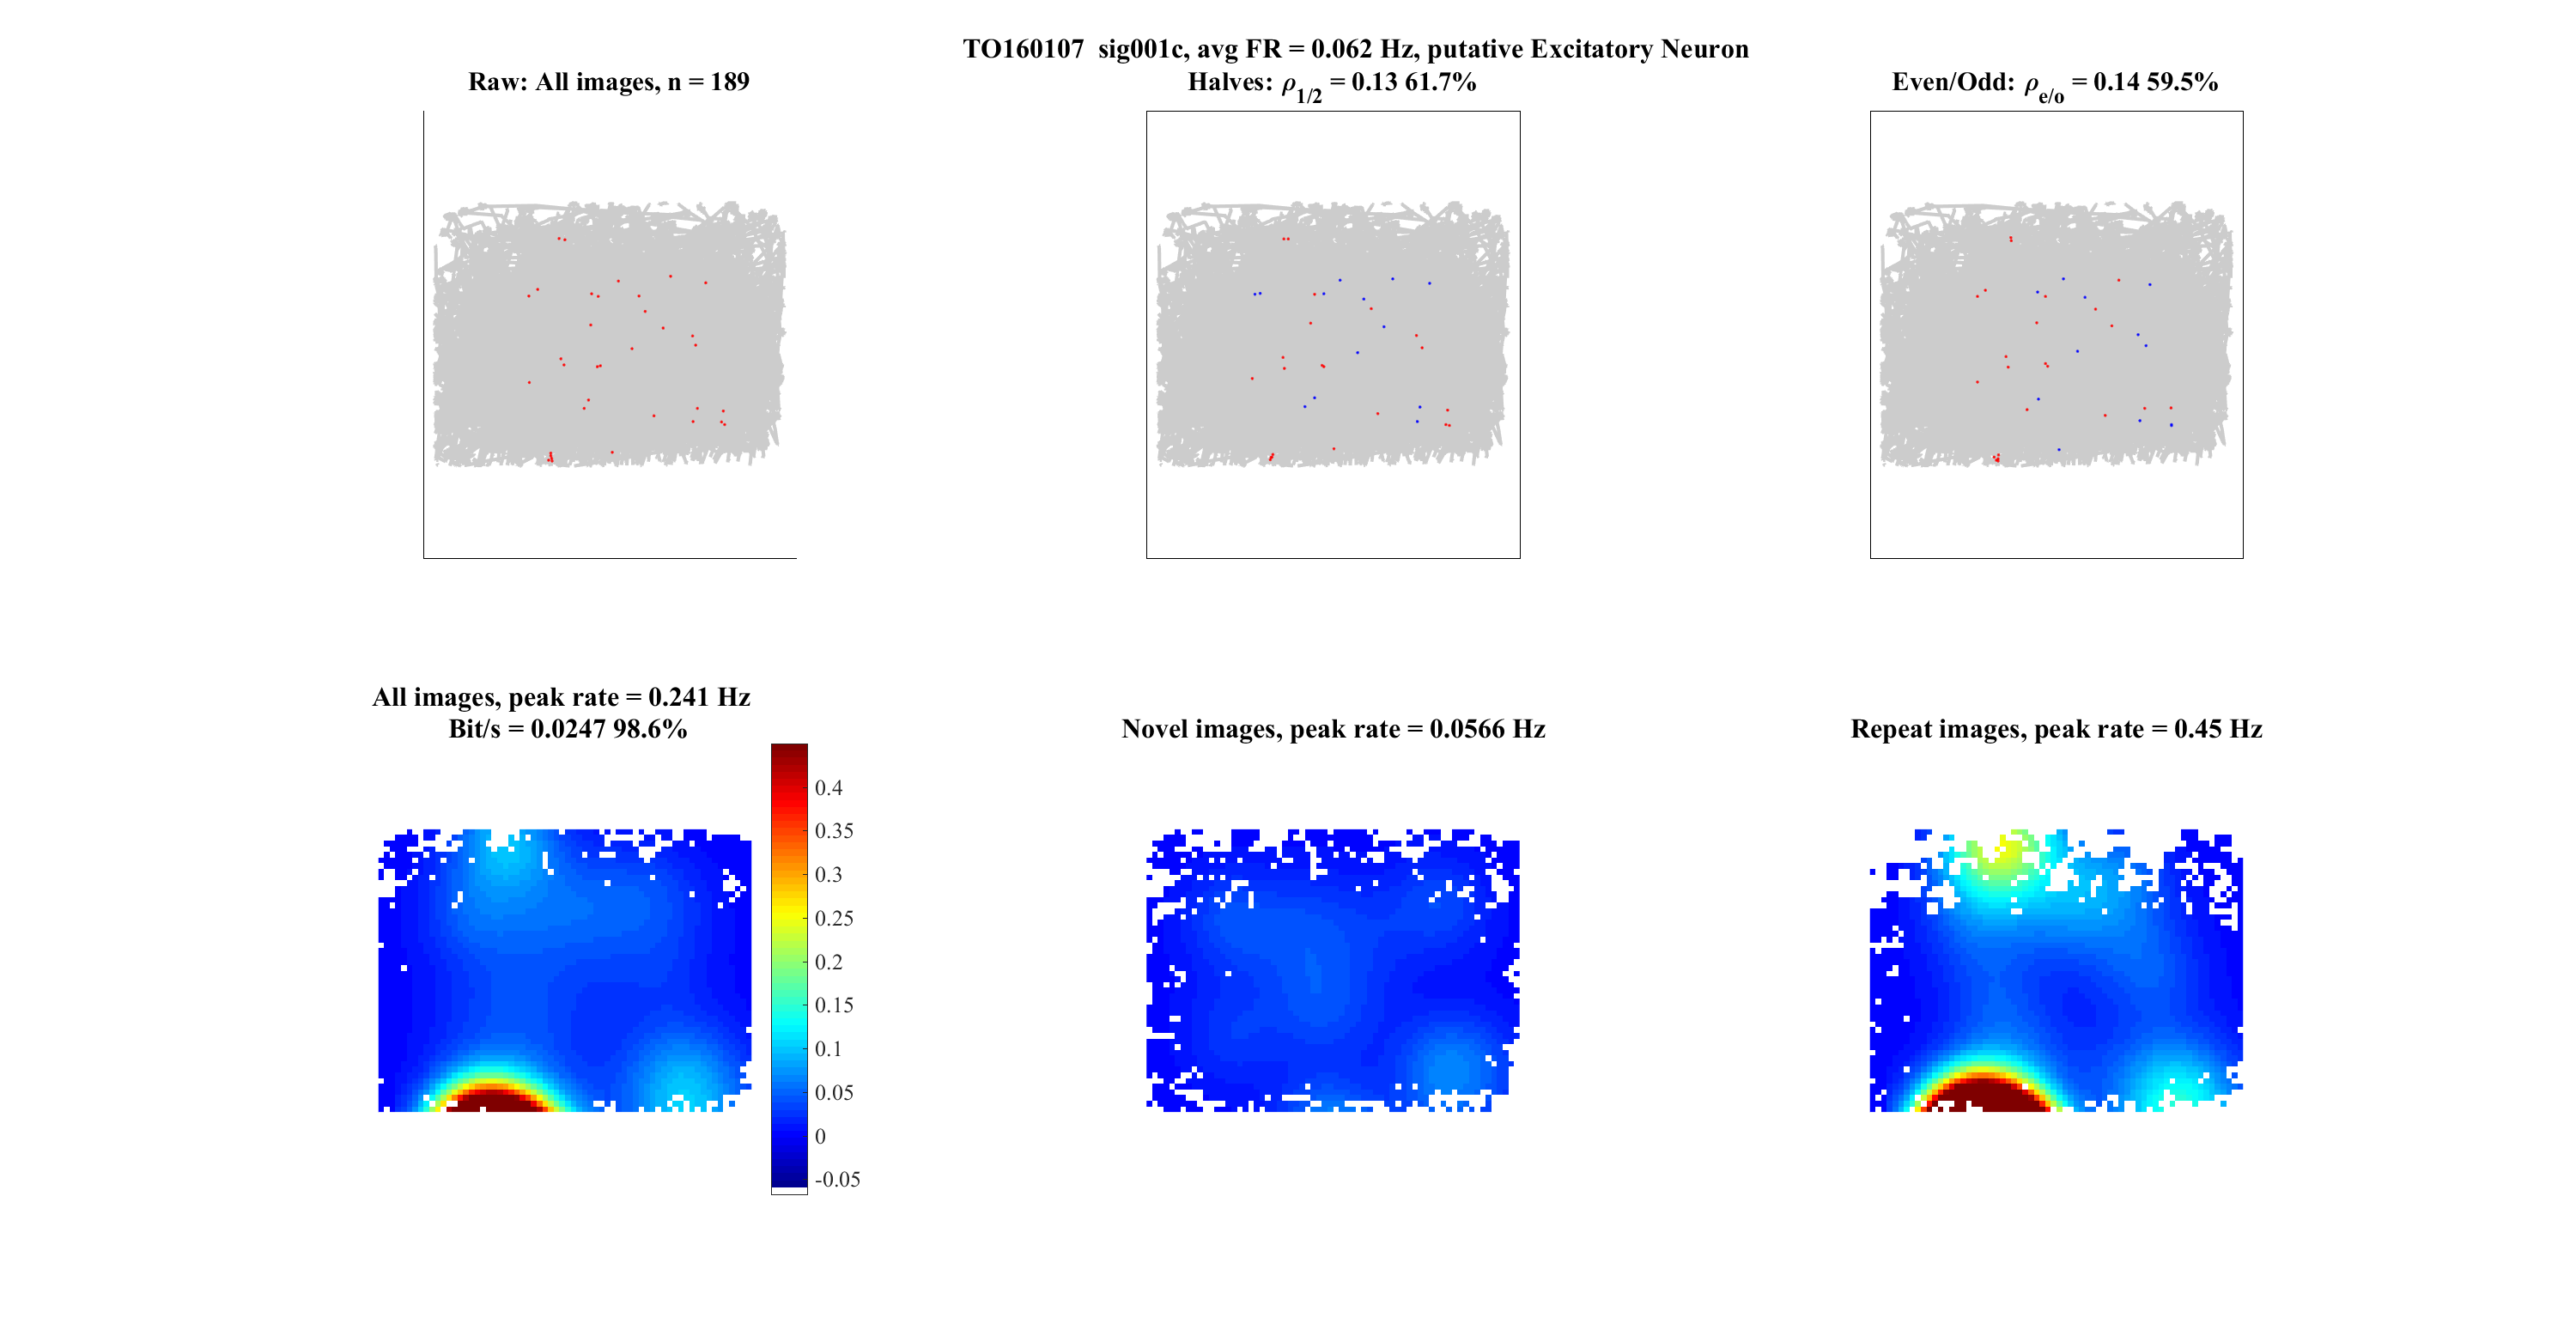 TO160107  sig001c, avg FR = 0.062 Hz, putative Excitatory Neuron
Raw: All images, n = 189
Halves: ρ1/2 = 0.13 61.7%
Even/Odd: ρe/o = 0.14 59.5%
All images, peak rate = 0.241 Hz
Bit/s = 0.0247 98.6%
Novel images, peak rate = 0.0566 Hz
Repeat images, peak rate = 0.45 Hz
0.4
0.35
0.3
0.25
0.2
0.15
0.1
0.05
0
-0.05